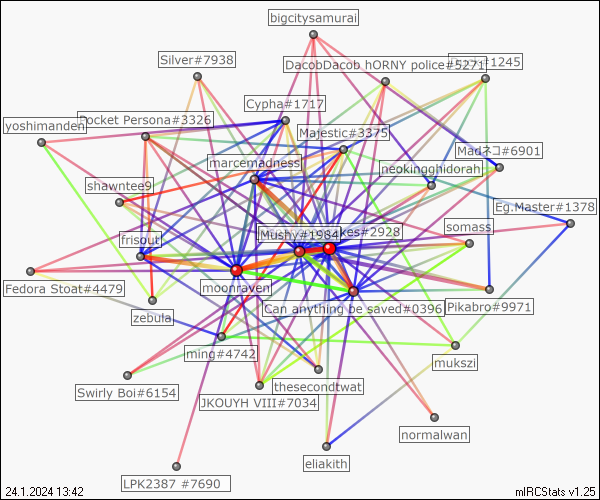 bigcitysamurai
Silver#7938
DacobDacob hORNY police#5271
#1245
Cypha#1717
yoshimanden
Pocket Persona#3326
Majestic#3375
Madネコ#6901
marcemadness
neokingghidorah
shawntee9
Eg.Master#1378
somass
frisout
Mushy#1984
kes#2928
Fedora Stoat#4479
moonraven
Can anything be saved#0396
Pikabro#9971
zebula
ming#4742
mukszi
Swirly Boi#6154
thesecondtwat
JKOUYH VIII#7034
normalwan
eliakith
LPK2387 #7690
24.1.2024 13:42
mIRCStats v1.25